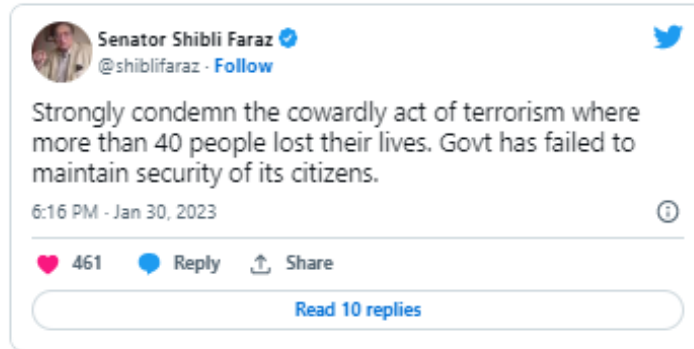 Senator Shibli Faraz
@shiblifaraz · Follow
Strongly condemn the cowardly act of terrorism where
more than 40 people lost their lives. Govt has failed to
maintain security of its citizens.
6:16 PM · Jan 30, 2023
461 Reply Share
Read 10 replies